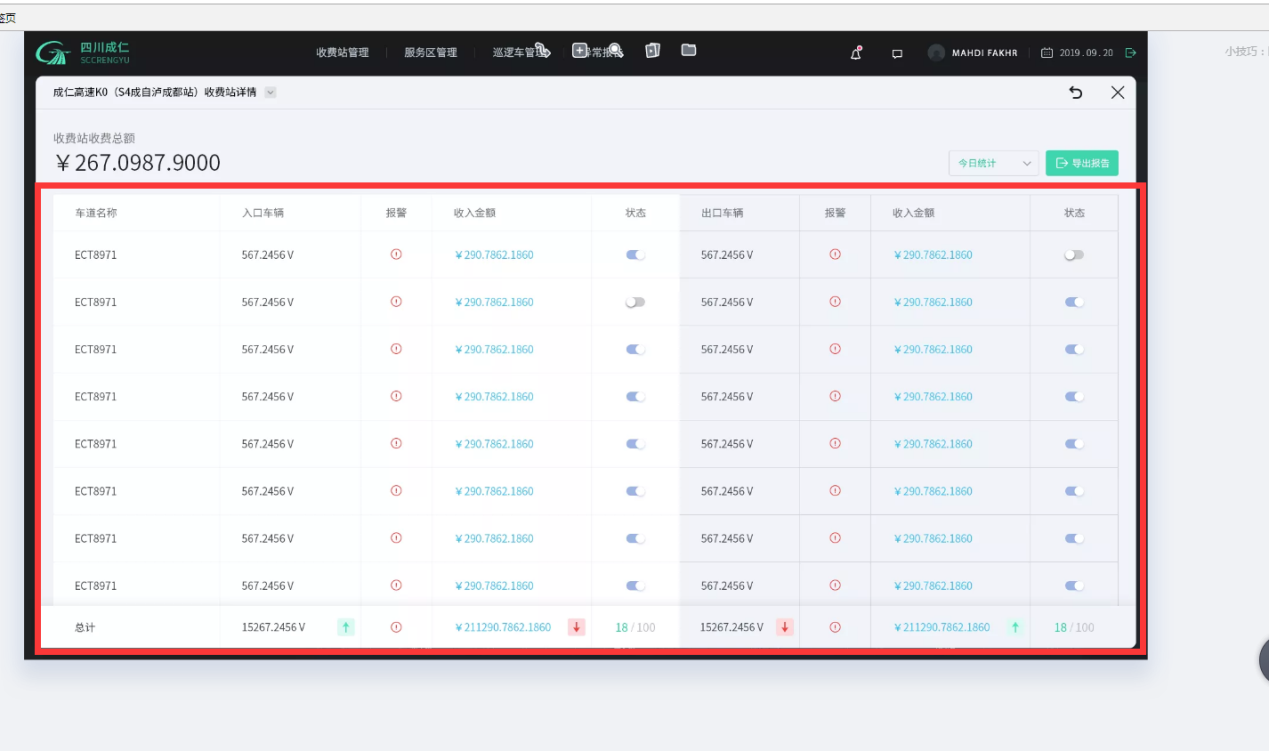 签页
四川成仁
SCCRENGYU
收费站管理 服务区管理 巡逻车管理 异常报告
MAHDI FAKHR 2019.09.20
小技巧：
成仁高速K0（S4成自泸成都站）收费站详情
收费站收费总额
￥267.0987.9000
今日统计 导出报告
车道名称 入口车辆 报警 收入金额 状态 出口车辆 报警 收入金额 状态
ECT8971 567.2456 V ￥290.7862.1860 567.2456 V ￥290.7862.1860
ECT8971 567.2456 V ￥290.7862.1860 567.2456 V ￥290.7862.1860
ECT8971 567.2456 V ￥290.7862.1860 567.2456 V ￥290.7862.1860
ECT8971 567.2456 V ￥290.7862.1860 567.2456 V ￥290.7862.1860
ECT8971 567.2456 V ￥290.7862.1860 567.2456 V ￥290.7862.1860
ECT8971 567.2456 V ￥290.7862.1860 567.2456 V ￥290.7862.1860
ECT8971 567.2456 V ￥290.7862.1860 567.2456 V ￥290.7862.1860
ECT8971 567.2456 V ￥290.7862.1860 567.2456 V ￥290.7862.1860
总计 15267.2456 V ￥211290.7862.1860 18 / 100 15267.2456 V ￥211290.7862.1860 18 / 100